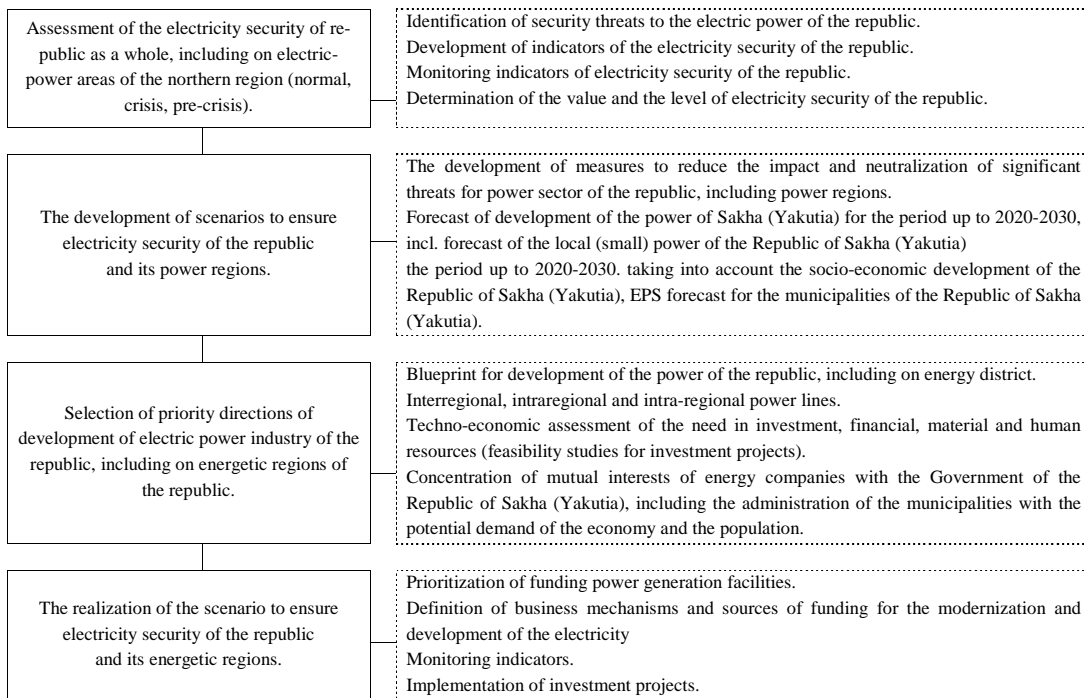 Assessment of the electricity security of re-
public as a whole, including on electric-
power areas of the northern region (normal,
crisis, pre-crisis).
Identification of security threats to the electric power of the republic.
Development of indicators of the electricity security of the republic.
Monitoring indicators of electricity security of the republic.
Determination of the value and the level of electricity security of the republic.
The development of scenarios to ensure
electricity security of the republic
and its power regions.
The development of measures to reduce the impact and neutralization of significant
threats for power sector of the republic, including power regions.
Forecast of development of the power of Sakha (Yakutia) for the period up to 2020-2030,
incl. forecast of the local (small) power of the Republic of Sakha (Yakutia)
the period up to 2020-2030. taking into account the socio-economic development of the
Republic of Sakha (Yakutia), EPS forecast for the municipalities of the Republic of Sakha
(Yakutia).
Selection of priority directions of
development of electric power industry of the
republic, including on energetic regions of
the republic.
Blueprint for development of the power of the republic, including on energy district.
Interregional, intraregional and intra-regional power lines.
Techno-economic assessment of the need in investment, financial, material and human
resources (feasibility studies for investment projects).
Concentration of mutual interests of energy companies with the Government of the
Republic of Sakha (Yakutia), including the administration of the municipalities with the
potential demand of the economy and the population.
The realization of the scenario to ensure
electricity security of the republic
and its energetic regions.
Prioritization of funding power generation facilities.
Definition of business mechanisms and sources of funding for the modernization and
development of the electricity
Monitoring indicators.
Implementation of investment projects.